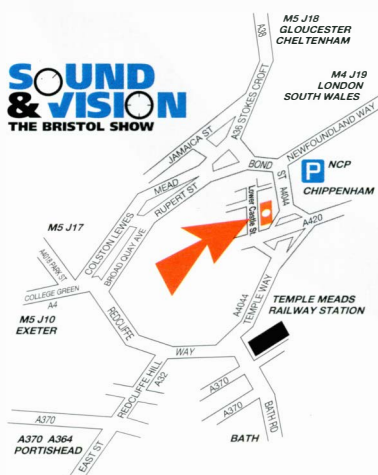 SOUND
& VISION
THE BRISTOL SHOW
M5 J18
GLOUCESTER
CHELTENHAM
M4 J19
LONDON
SOUTH WALES
A38
A38 STOKES CROFT
NEWFOUNDLAND WAY
JAMAICA ST
BOND
ST A4044
P NCP
CHIPPENHAM
MEAD
RUPERT ST
Lower Castle St
A420
M5 J17
COLSTON LEWES
BROAD QUAY AVE
A4018 PARK ST
COLLEGE GREEN
A4
M5 J10
EXETER
REDCLIFFE
A4044
TEMPLE WAY
TEMPLE MEADS
RAILWAY STATION
WAY
REDCLIFFE HILL
A32
A370
A370
BATH RD
A370
A370 A364
PORTISHEAD
EAST ST
BATH